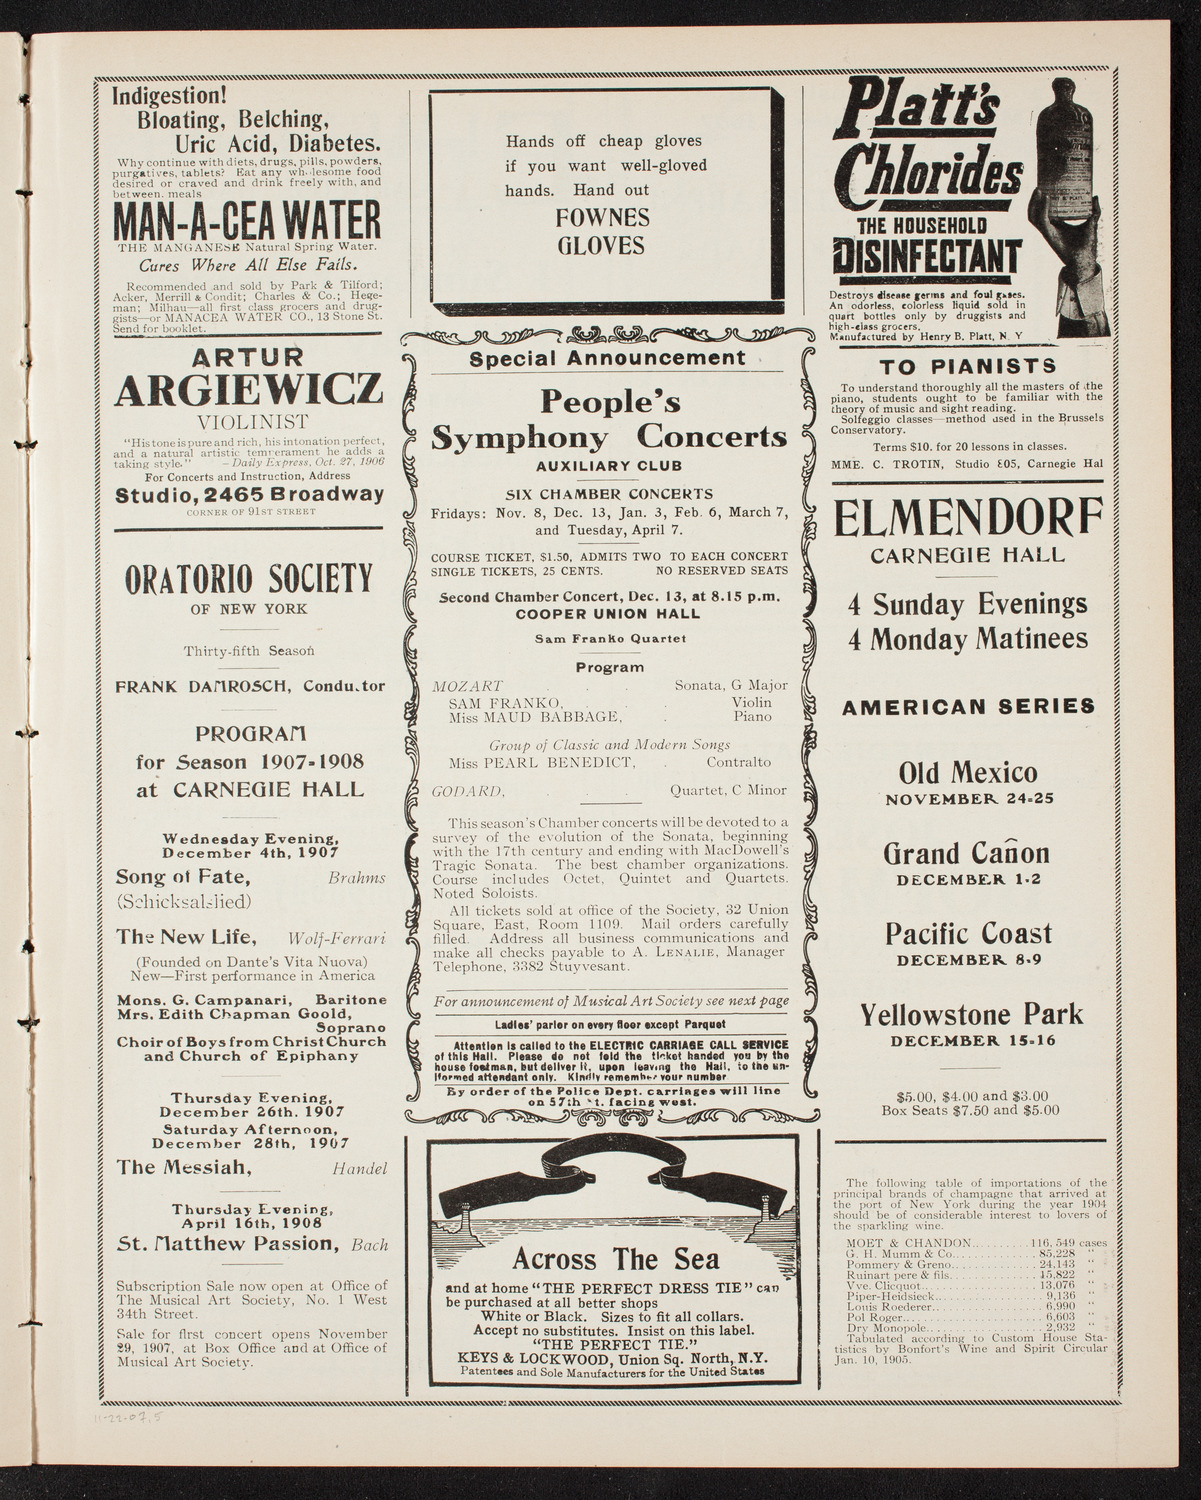 Indigestion!
Bloating, Belching,
Uric Acid, Diabetes.
Why continue with diets, drugs, pills, powders,
purgatives, tablets? Eat any wholesome food
desired or craved and drink freely with, and
between, meals
MAN-A-CEA WATER
THE MANGANESE Natural Spring Water.
Cures Where All Else Fails.
Recommended and sold by Park & Tilford;
Acker, Merrill & Condit; Charles & Co.; Hege-
man; Milhau—all first class grocers and drug-
gists—or MANACEA WATER CO., 13 Stone St.
Send for booklet.
ARTUR
ARGIEWICZ
VIOLINIST
"His tone is pure and rich, his intonation perfect,
and a natural artistic temperament he adds a
taking style." —Daily Express, Oct. 27, 1906
For Concerts and Instruction, Address
Studio, 2465 Broadway
CORNER OF 91ST STREET
ORATORIO SOCIETY
OF NEW YORK
Thirty-fifth Season
FRANK DAMROSCH, Conductor
PROGRAM
for Season 1907-1908
at CARNEGIE HALL
Wednesday Evening,
December 4th, 1907
Song of Fate, Brahms
(Schicksalslied)
The New Life, Wolf-Ferrari
(Founded on Dante's Vita Nuova)
New—First performance in America
Mons. G. Campanari, Baritone
Mrs. Edith Chapman Goold,
Soprano
Choir of Boys from Christ Church
and Church of Epiphany
Thursday Evening,
December 26th, 1907
Saturday Afternoon,
December 28th, 1907
The Messiah, Handel
Thursday Evening,
April 16th, 1908
St. Matthew Passion, Bach
Subscription Sale now open at Office of
The Musical Art Society, No. 1 West
34th Street.
Sale for first concert opens November
29, 1907, at Box Office and at Office of
Musical Art Society.
Hands off cheap gloves
if you want well-gloved
hands. Hand out
FOWNES
GLOVES
Special Announcement
People's
Symphony Concerts
AUXILIARY CLUB
SIX CHAMBER CONCERTS
Fridays: Nov. 8, Dec. 13, Jan. 3, Feb. 6, March 7,
and Tuesday, April 7.
COURSE TICKET, $1.50, ADMITS TWO TO EACH CONCERT
SINGLE TICKETS, 25 CENTS. NO RESERVED SEATS
Second Chamber Concert, Dec. 13, at 8.15 p.m.
COOPER UNION HALL
Sam Franko Quartet
Program
MOZART . . . Sonata, G Major
SAM FRANKO, . . . Violin
Miss MAUD BABBAGE, . Piano
Group of Classic and Modern Songs
Miss PEARL BENEDICT, . Contralto
GODARD, . . . Quartet, C Minor
This season's Chamber concerts will be devoted to a
survey of the evolution of the Sonata, beginning
with the 17th century and ending with MacDowell's
Tragic Sonata. The best chamber organizations.
Course includes Octet, Quintet and Quartets.
Noted Soloists.
All tickets sold at office of the Society, 32 Union
Square, East, Room 1109. Mail orders carefully
filled. Address all business communications and
make all checks payable to A. LENALIE, Manager
Telephone, 3382 Stuyvesant.
For announcement of Musical Art Society see next page
Ladies' parlor on every floor except Parquet
Attention is called to the ELECTRIC CARRIAGE CALL SERVICE
of this Hall. Please do not fold the ticket handed you by the
house footman, but deliver it, upon leaving the Hall, to the un-
iformed attendant only. Kindly remember your number
By order of the Police Dept. carriages will line
on 57th St. facing west.
Across The Sea
and at home "THE PERFECT DRESS TIE" can
be purchased at all better shops
White or Black. Sizes to fit all collars.
Accept no substitutes. Insist on this label.
"THE PERFECT TIE."
KEYS & LOCKWOOD, Union Sq. North, N.Y.
Patentees and Sole Manufacturers for the United States
Platt's
Chlorides
THE HOUSEHOLD
DISINFECTANT
Destroys disease germs and foul gases.
An odorless, colorless liquid sold in
quart bottles only by druggists and
high-class grocers.
Manufactured by Henry B. Platt, N. Y
TO PIANISTS
To understand thoroughly all the masters of the
piano, students ought to be familiar with the
theory of music and sight reading.
Solfeggio classes—method used in the Brussels
Conservatory.
Terms $10. for 20 lessons in classes.
MME. C. TROTIN, Studio 805, Carnegie Hal
ELMENDORF
CARNEGIE HALL
4 Sunday Evenings
4 Monday Matinees
AMERICAN SERIES
Old Mexico
NOVEMBER 24-25
Grand Cañon
DECEMBER 1-2
Pacific Coast
DECEMBER 8-9
Yellowstone Park
DECEMBER 15-16
$5.00, $4.00 and $3.00
Box Seats $7.50 and $5.00
The following table of importations of the
principal brands of champagne that arrived at
the port of New York during the year 1904
should be of considerable interest to lovers of
the sparkling wine.
MOET & CHANDON..........116,549 cases
G. H. Mumm & Co..............85,228 "
Pommery & Greno..............24,143 "
Ruinart pere & fils..............15,822 "
Vve. Clicquot..............13,076 "
Piper-Heidsieck..............9,136 "
Louis Roederer..............6,990 "
Pol Roger..............6,603 "
Dry Monopole..............2,932 "
Tabulated according to Custom House Sta-
tistics by Bonfort's Wine and Spirit Circular
Jan. 10, 1905.
11-22-07,5